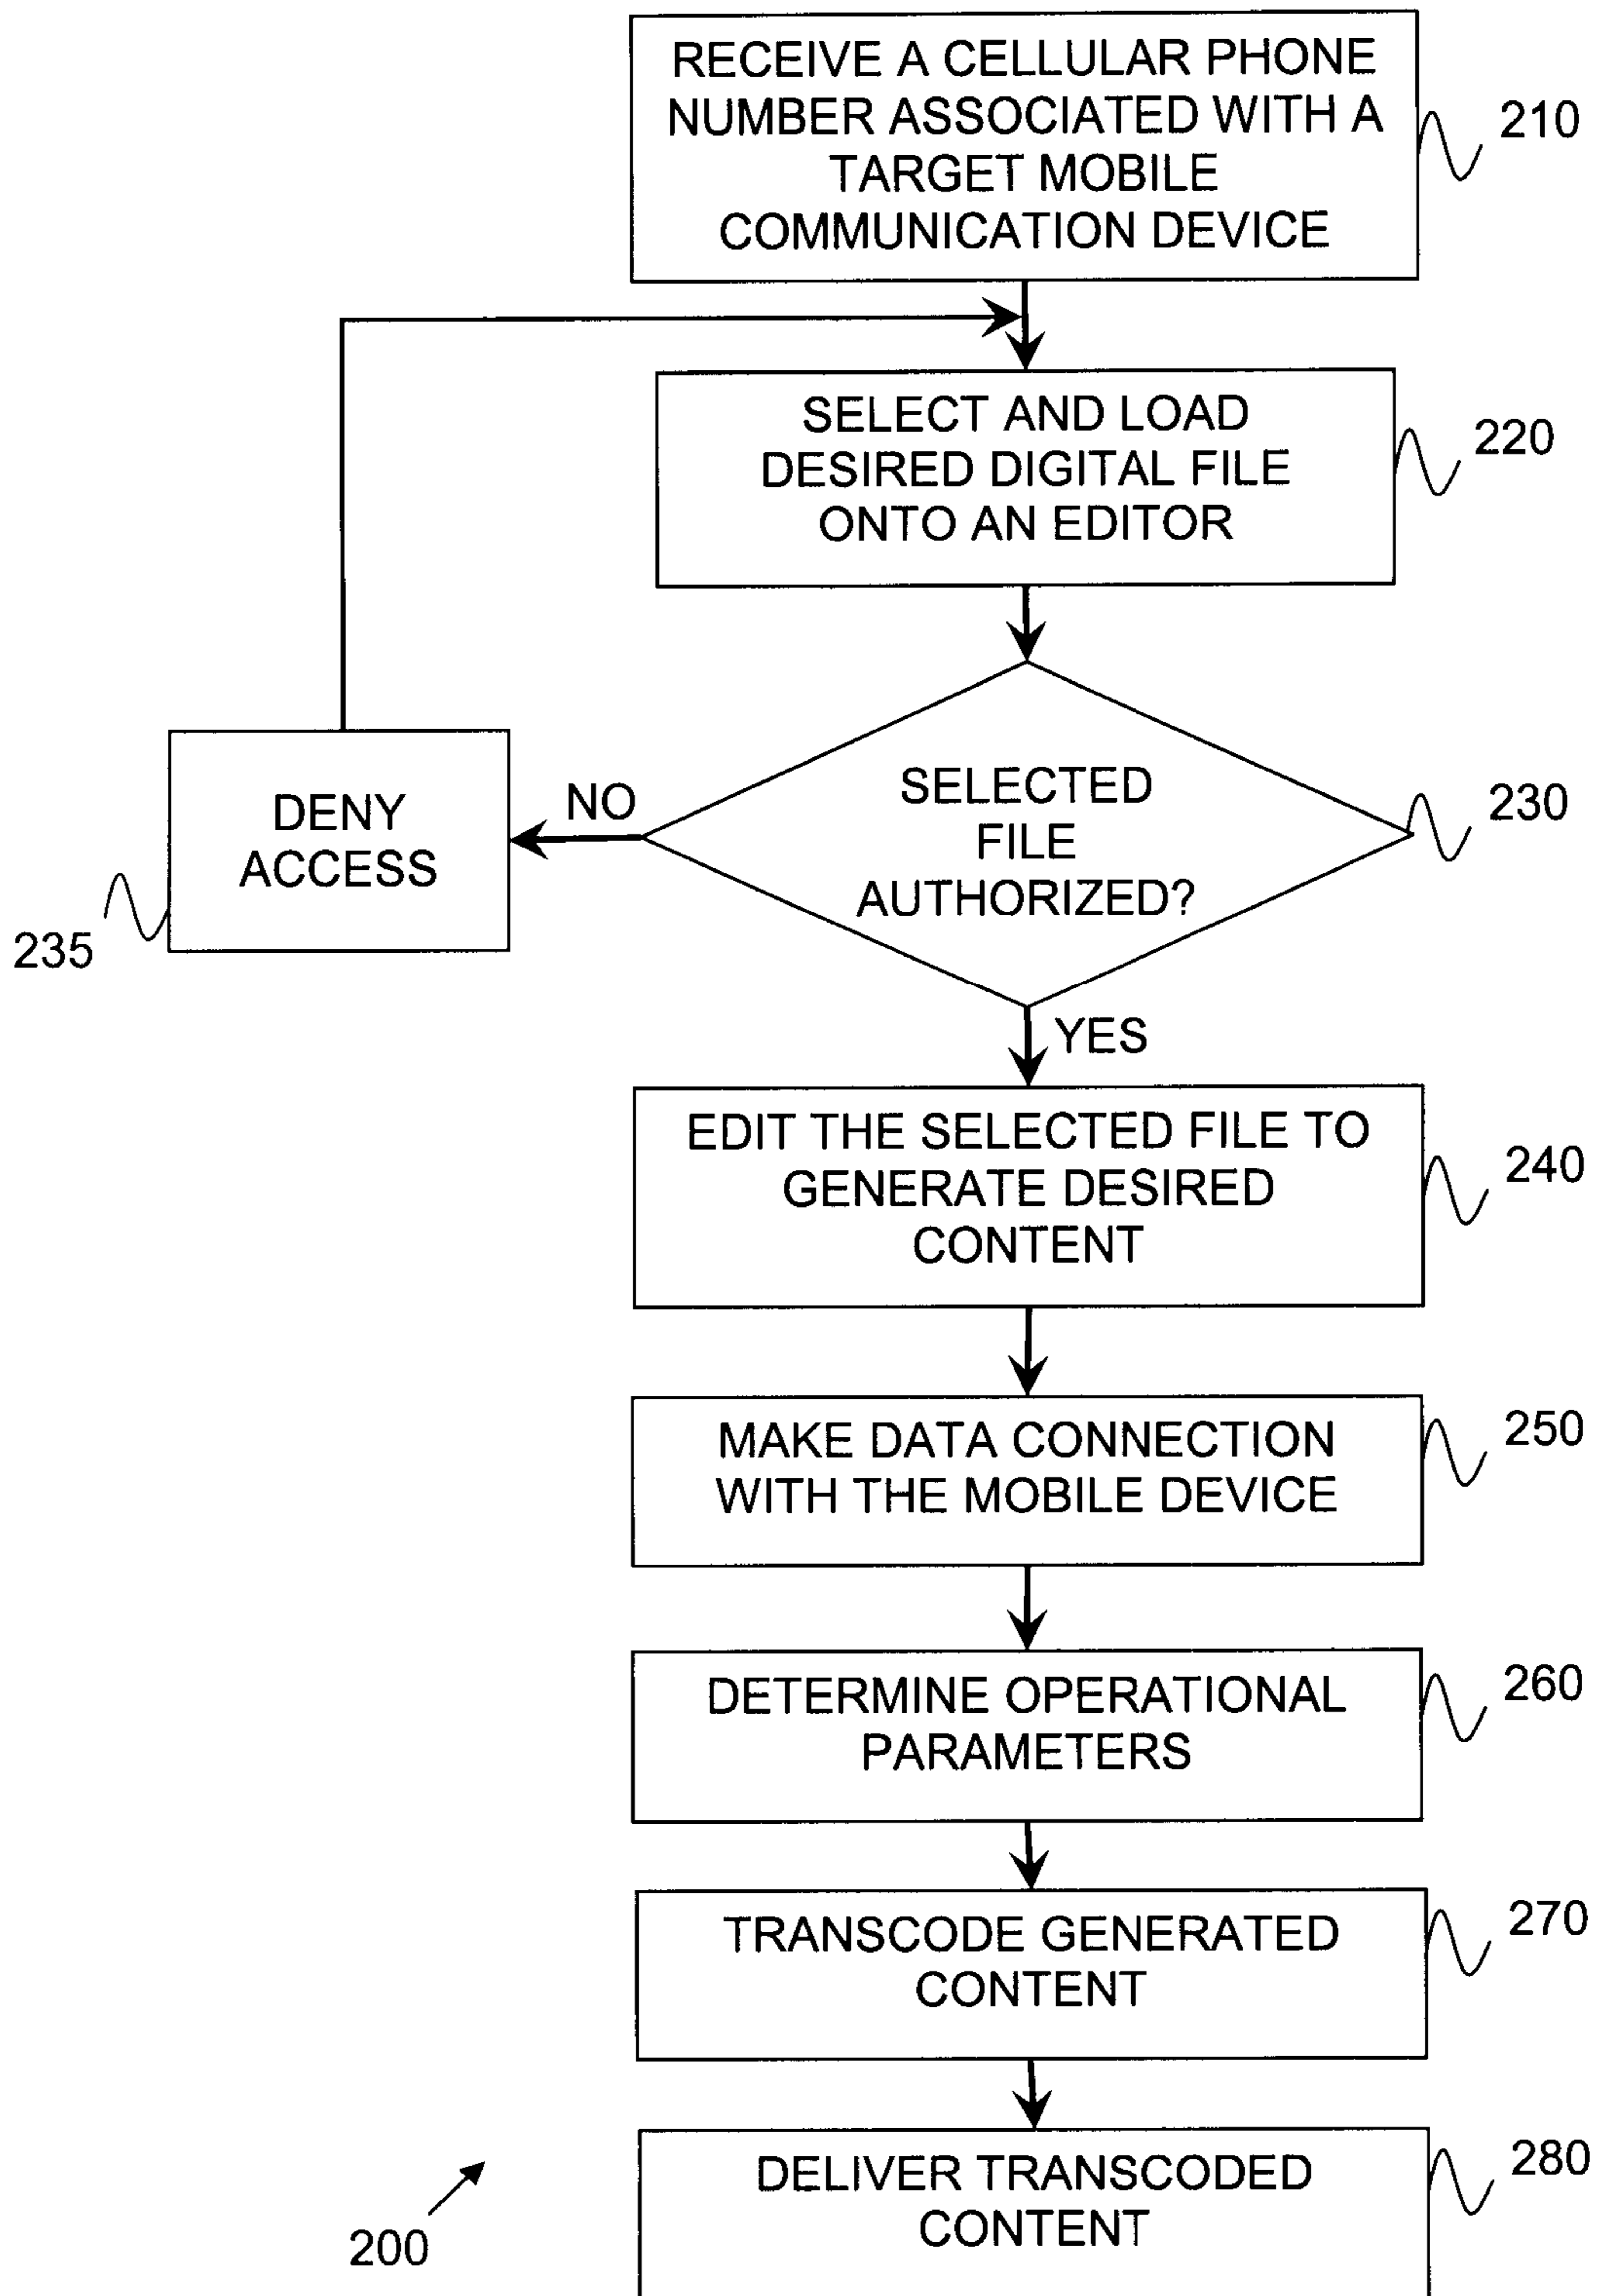 RECEIVE A CELLULAR PHONE
NUMBER ASSOCIATED WITH A
TARGET MOBILE
COMMUNICATION DEVICE
210
SELECT AND LOAD
DESIRED DIGITAL FILE
ONTO AN EDITOR
220
SELECTED
FILE
AUTHORIZED?
230
NO
DENY
ACCESS
235
YES
EDIT THE SELECTED FILE TO
GENERATE DESIRED
CONTENT
240
MAKE DATA CONNECTION
WITH THE MOBILE DEVICE
250
DETERMINE OPERATIONAL
PARAMETERS
260
TRANSCODE GENERATED
CONTENT
270
DELIVER TRANSCODED
CONTENT
280
200